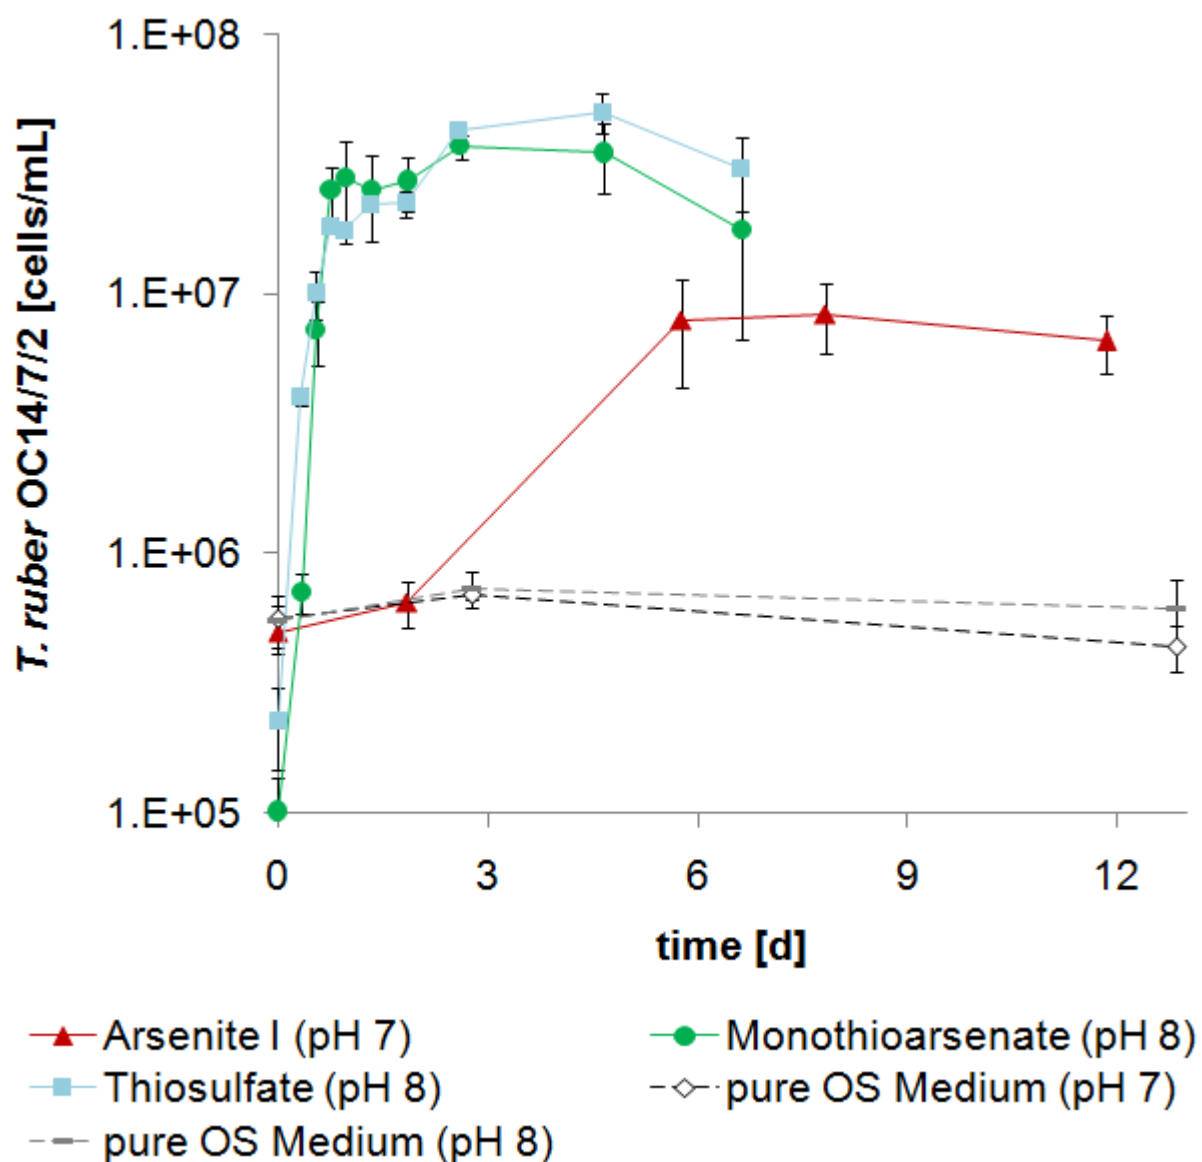 T. ruber OC14/7/2 [cells/mL]
1.E+08
1.E+07
1.E+06
1.E+05
0 3 6 9 12
time [d]
Arsenite I (pH 7) Monothioarsenate (pH 8)
Thiosulfate (pH 8) pure OS Medium (pH 7)
pure OS Medium (pH 8)